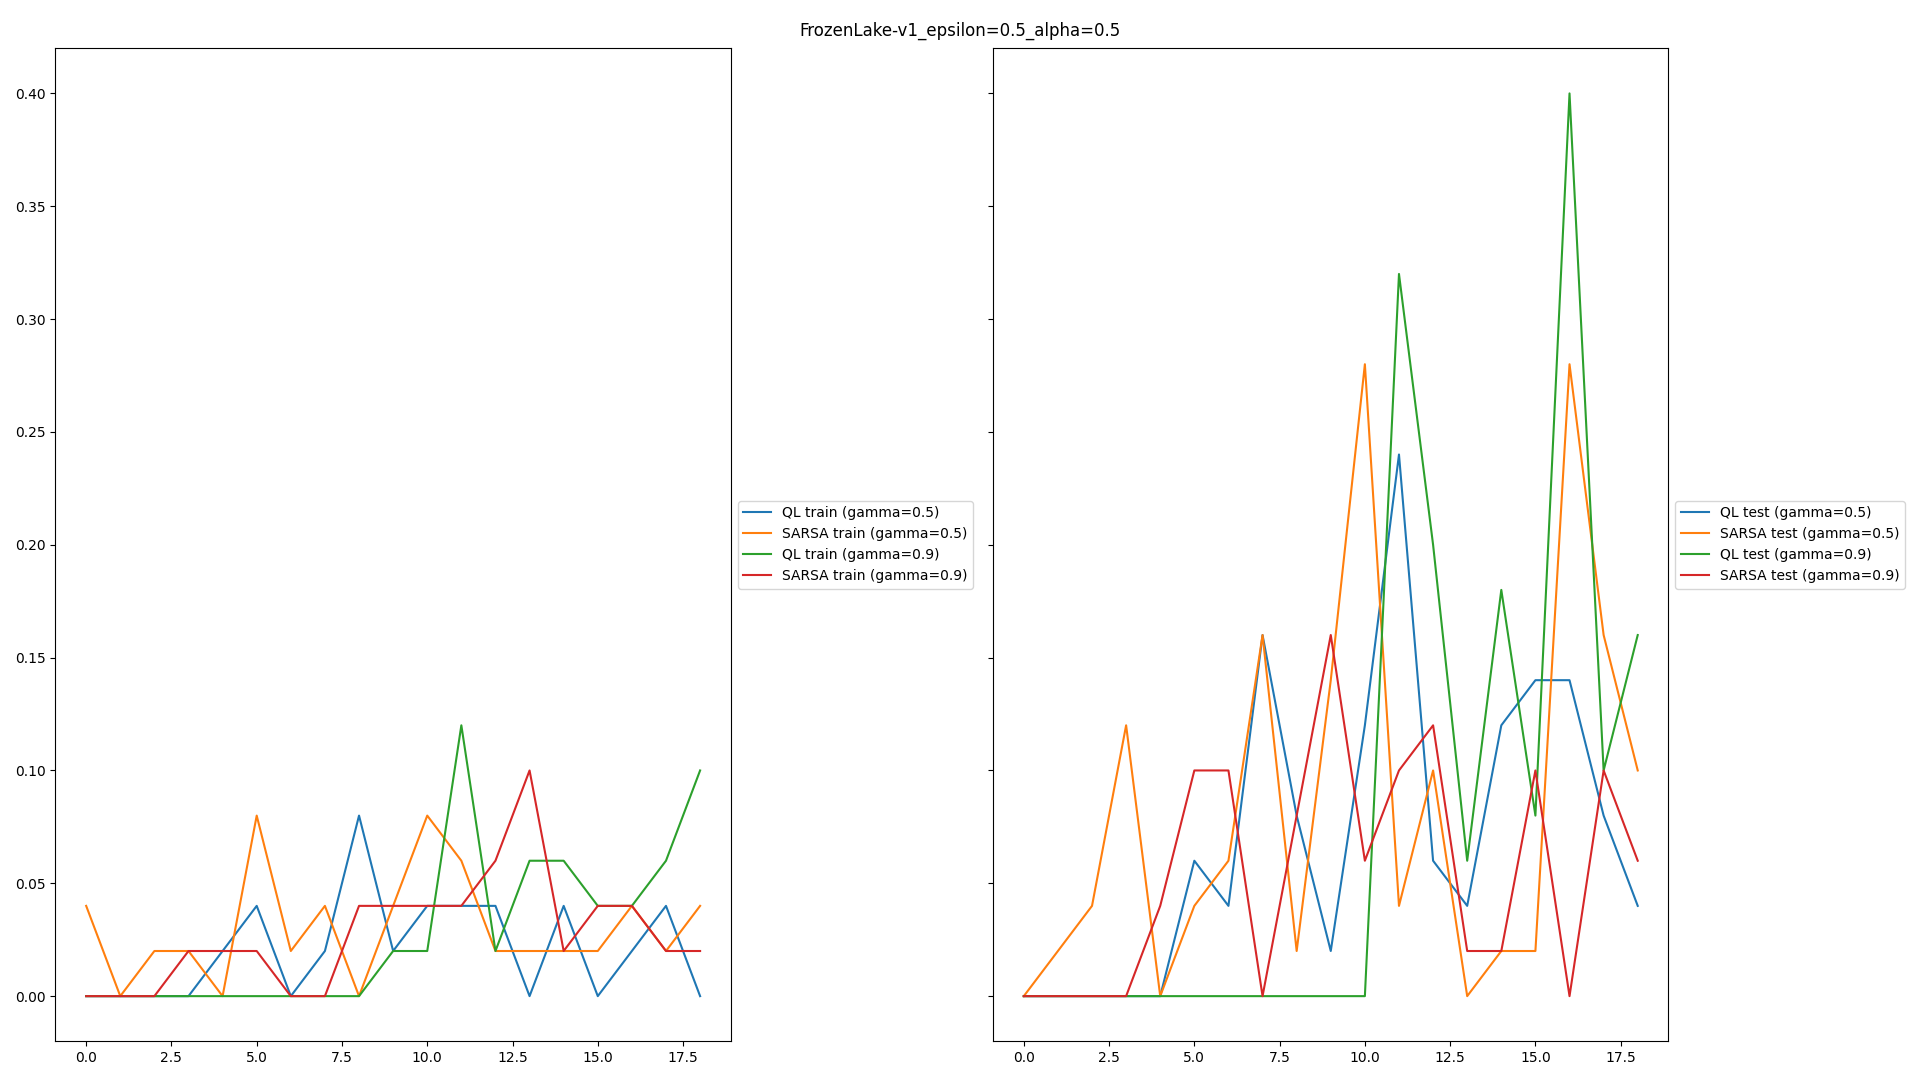 FrozenLake-v1_epsilon=0.5_alpha=0.5
0.40
0.35
0.30
0.25
0.20
0.15
0.10
0.05
0.00
0.0 2.5 5.0 7.5 10.0 12.5 15.0 17.5
QL train (gamma=0.5)
SARSA train (gamma=0.5)
QL train (gamma=0.9)
SARSA train (gamma=0.9)
0.0 2.5 5.0 7.5 10.0 12.5 15.0 17.5
QL test (gamma=0.5)
SARSA test (gamma=0.5)
QL test (gamma=0.9)
SARSA test (gamma=0.9)